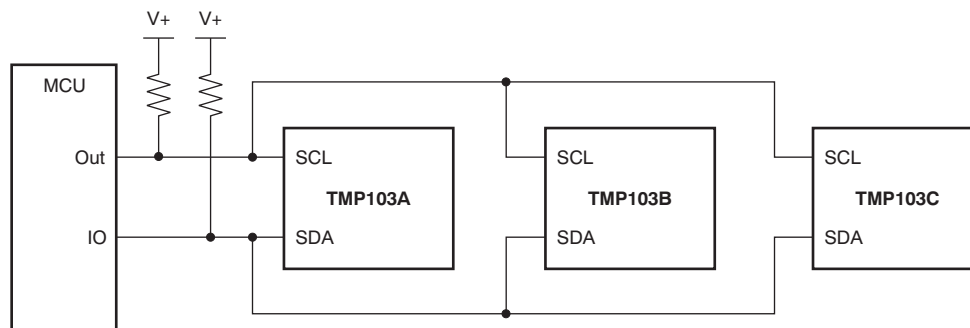 V+ V+
MCU
Out SCL SCL SCL
TMP103A TMP103B TMP103C
IO SDA SDA SDA